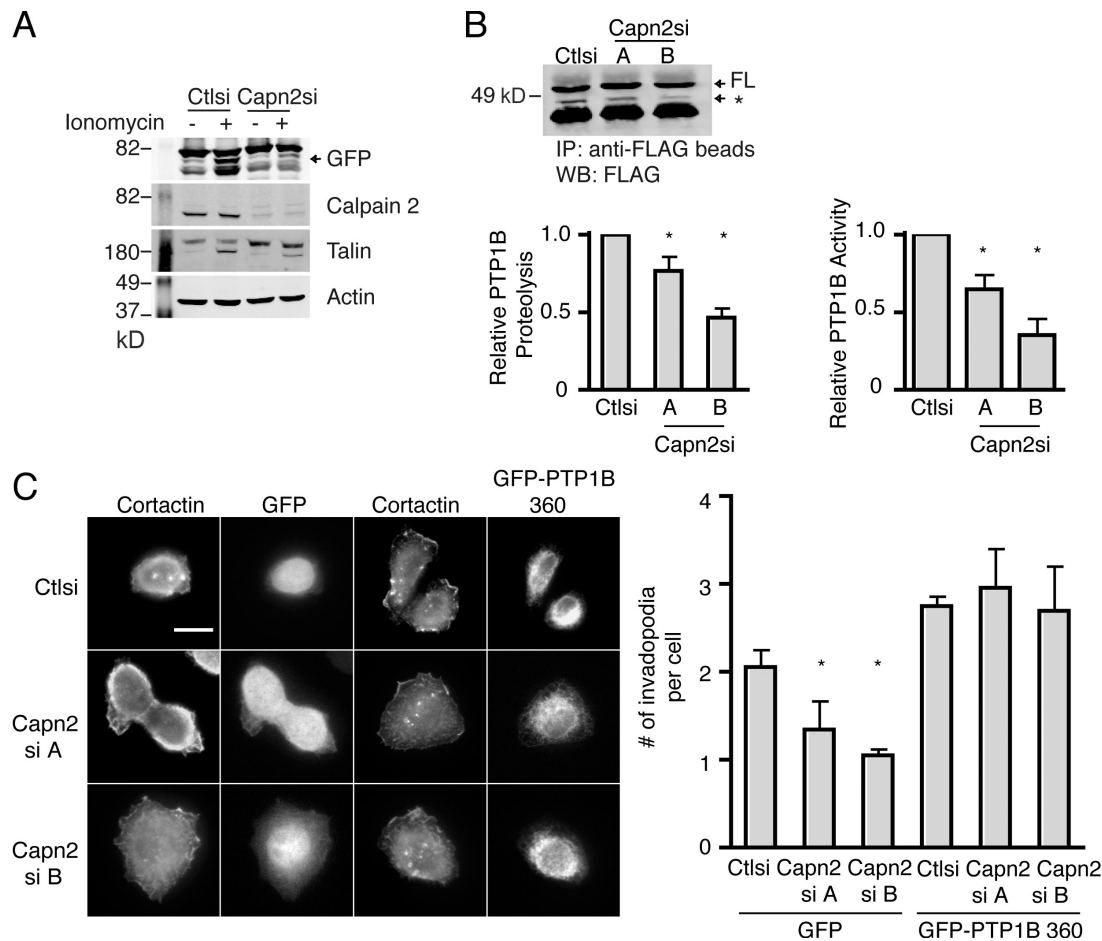 A
Ctlsi Capn2si
Ionomycin - + - +
82
GFP
82
Calpain 2
180
Talin
49
37
Actin
kD
B
Capn2si
Ctlsi A B
49 kD
FL
*
IP: anti-FLAG beads
WB: FLAG
Relative PTP1B
Proteolysis
1.0
0.5
0
* *
Ctlsi A B
Capn2si
Relative PTP1B Activity
1.0
0.5
0
* *
Ctlsi A B
Capn2si
C
Cortactin GFP Cortactin GFP-PTP1B
360
Ctlsi
Capn2
si A
Capn2
si B
# of invadopodia
per cell
4
3
2
1
0
* *
Ctlsi Capn2 Capn2 Ctlsi Capn2 Capn2
si A si B si A si B
GFP GFP-PTP1B 360